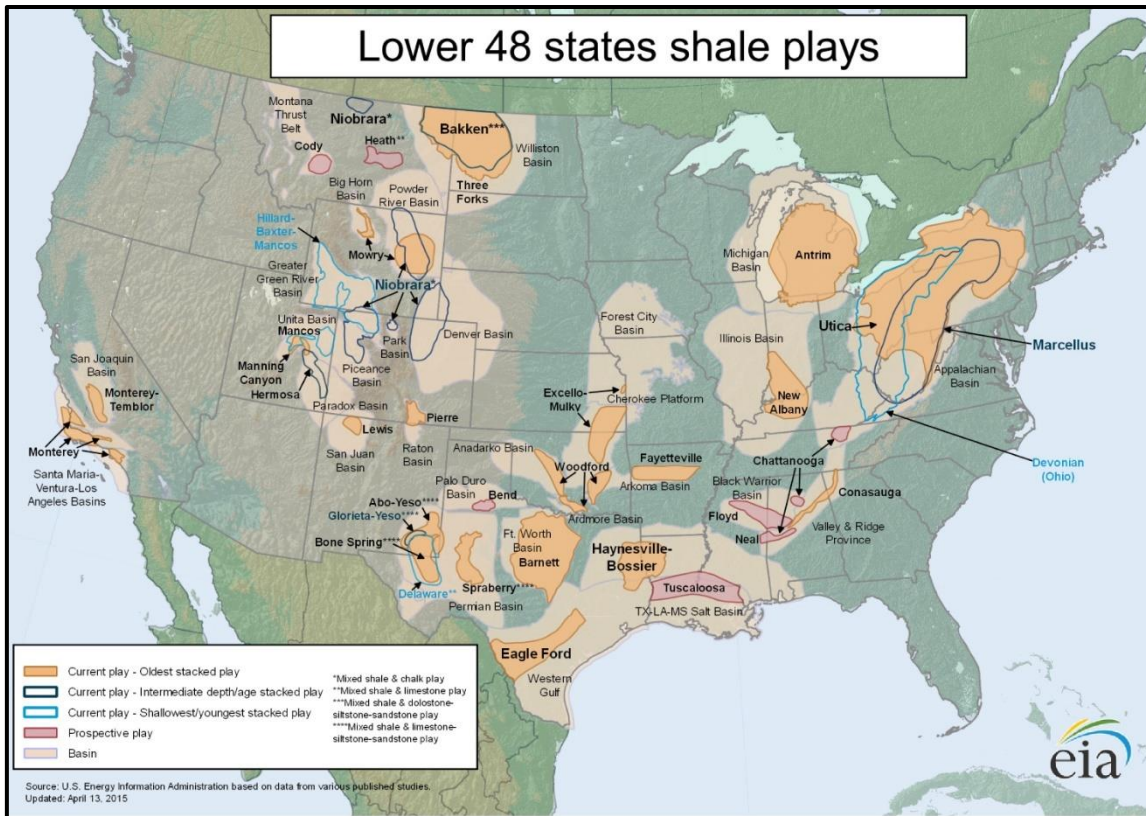 Lower 48 states shale plays
Montana
Thrust
Belt
Niobrara*
Cody
Heath**
Bakken***
Williston
Basin
Big Horn
Basin
Powder
River Basin
Three
Forks
Hillard-
Baxter-
Mancos
Mowry
Greater
Green River
Basin
Niobrara*
Michigan
Basin
Antrim
Unita Basin
Mancos
Park
Basin
Denver Basin
Forest City
Basin
Illinois Basin
Utica
Marcellus
Appalachian
Basin
Manning
Canyon
Piceance
Basin
Hermosa
Paradox Basin
San Joaquin
Basin
Monterey-
Temblor
Excello-
Mulky
Cherokee Platform
New
Albany
Pierre
Lewis
San Juan
Basin
Raton
Basin
Anadarko Basin
Monterey
Santa Maria-
Ventura-Los
Angeles Basins
Woodford
Fayetteville
Arkoma Basin
Chattanooga
Devonian
(Ohio)
Palo Duro
Basin
Bend
Ardmore Basin
Black Warrior
Basin
Conasauga
Floyd
Neal
Valley & Ridge
Province
Abo-Yeso****
Glorieta-Yeso****
Bone Spring****
Delaware**
Ft. Worth
Basin
Barnett
Haynesville-
Bossier
Spraberry****
Permian Basin
Tuscaloosa
TX-LA-MS Salt Basin
Eagle Ford
Western
Gulf
Current play - Oldest stacked play
Current play - Intermediate depth/age stacked play
Current play - Shallowest/youngest stacked play
Prospective play
Basin
*Mixed shale & chalk play
**Mixed shale & limestone play
***Mixed shale & dolostone-
siltstone-sandstone play
****Mixed shale & limestone-
siltstone-sandstone play
Source: U.S. Energy Information Administration based on data from various published studies.
Updated: April 13, 2015
eia